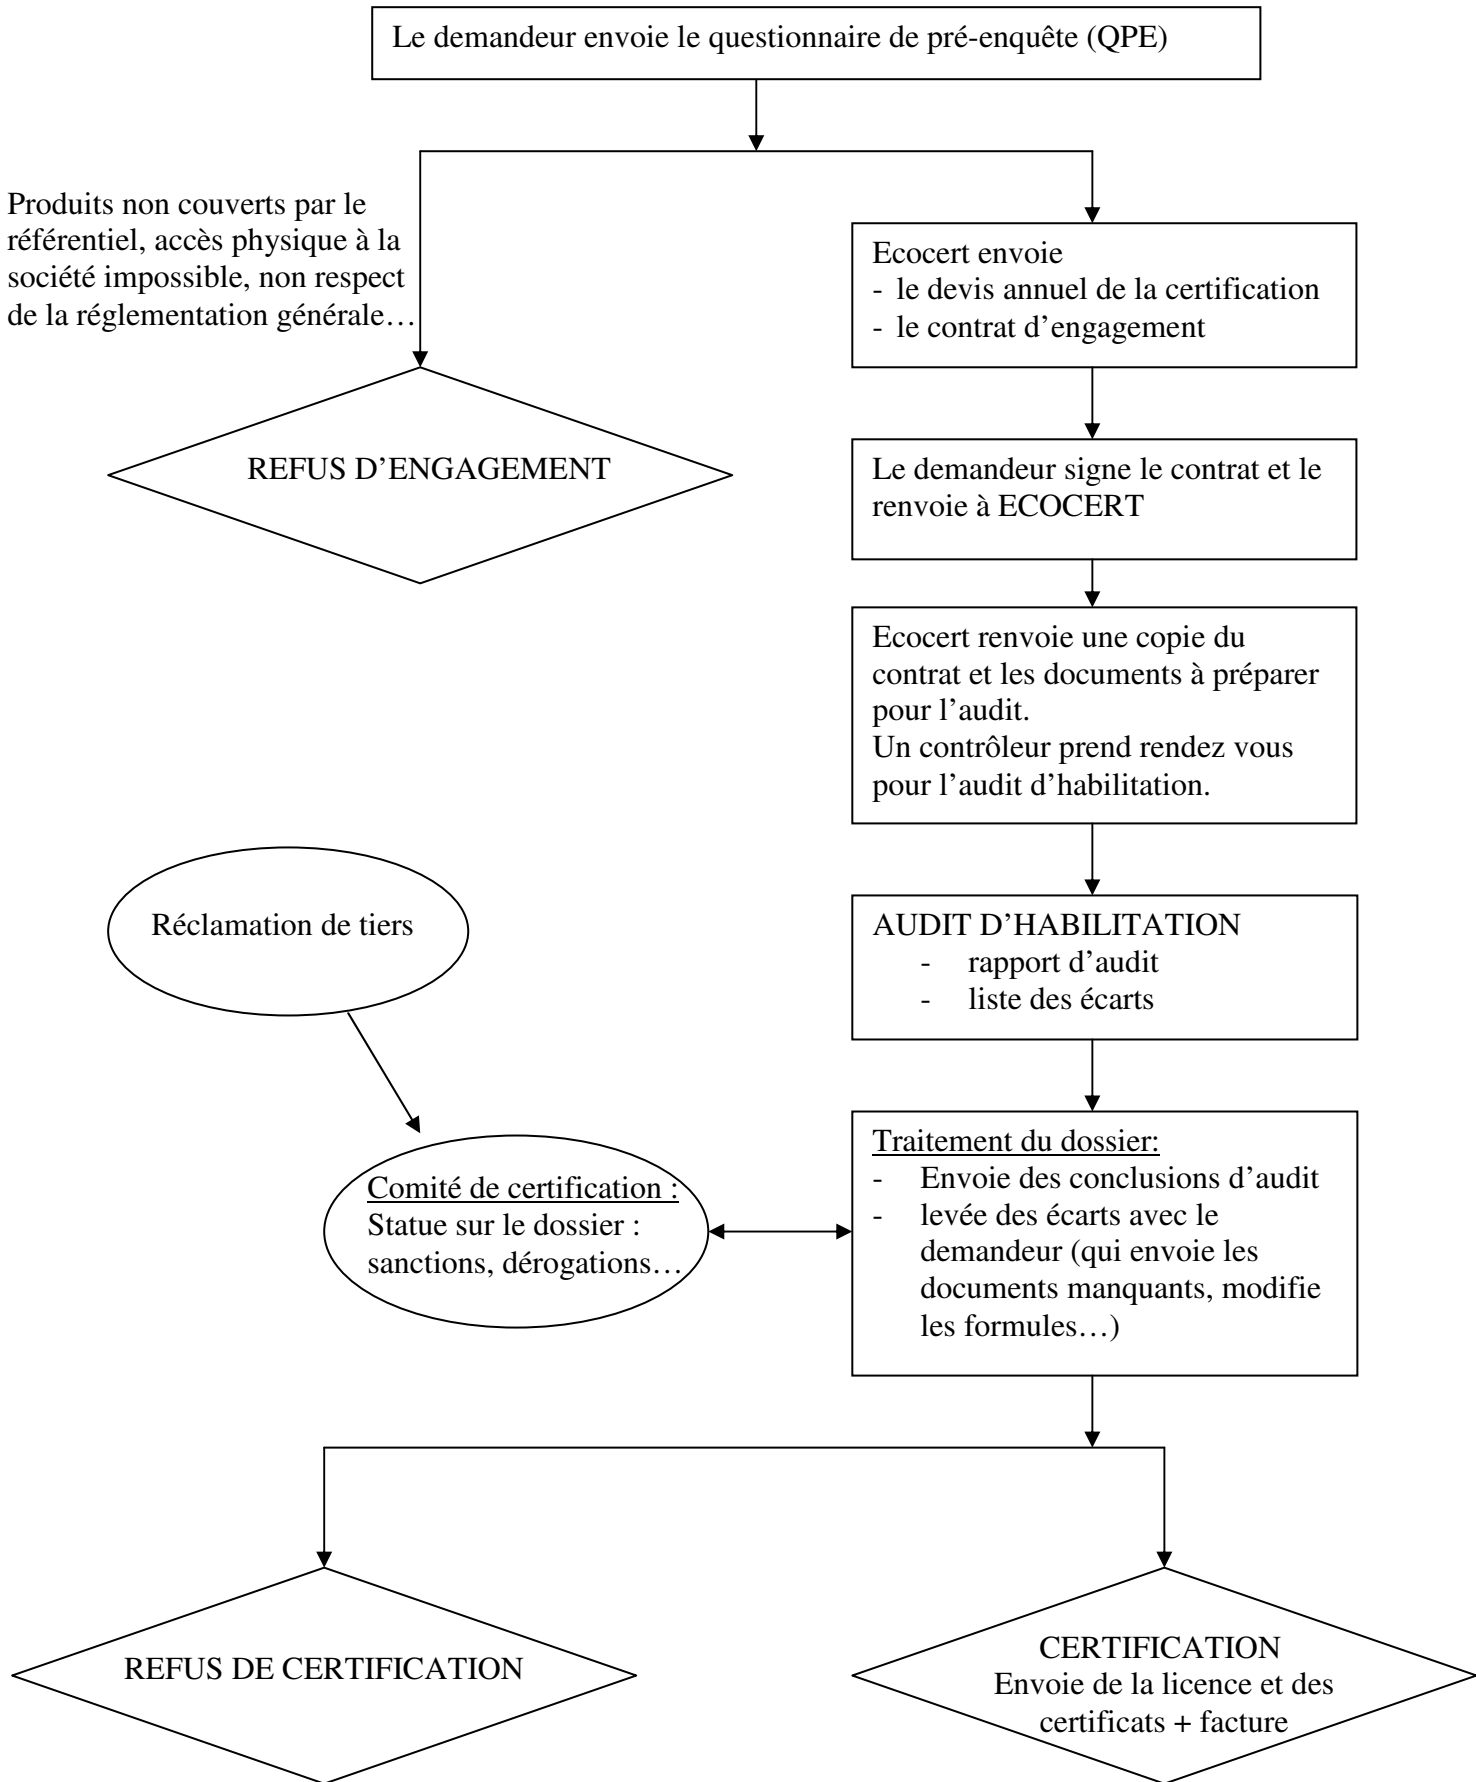 Le demandeur envoie le questionnaire de pré-enquête (QPE)
Produits non couverts par le
référentiel, accès physique à la
société impossible, non respect
de la réglementation générale…
Ecocert envoie
- le devis annuel de la certification
- le contrat d’engagement
REFUS D’ENGAGEMENT
Le demandeur signe le contrat et le
renvoie à ECOCERT
Ecocert renvoie une copie du
contrat et les documents à préparer
pour l’audit.
Un contrôleur prend rendez vous
pour l’audit d’habilitation.
Réclamation de tiers
AUDIT D’HABILITATION
- rapport d’audit
- liste des écarts
Comité de certification :
Statue sur le dossier :
sanctions, dérogations…
Traitement du dossier:
- Envoie des conclusions d’audit
- levée des écarts avec le
demandeur (qui envoie les
documents manquants, modifie
les formules…)
REFUS DE CERTIFICATION
CERTIFICATION
Envoie de la licence et des
certificats + facture